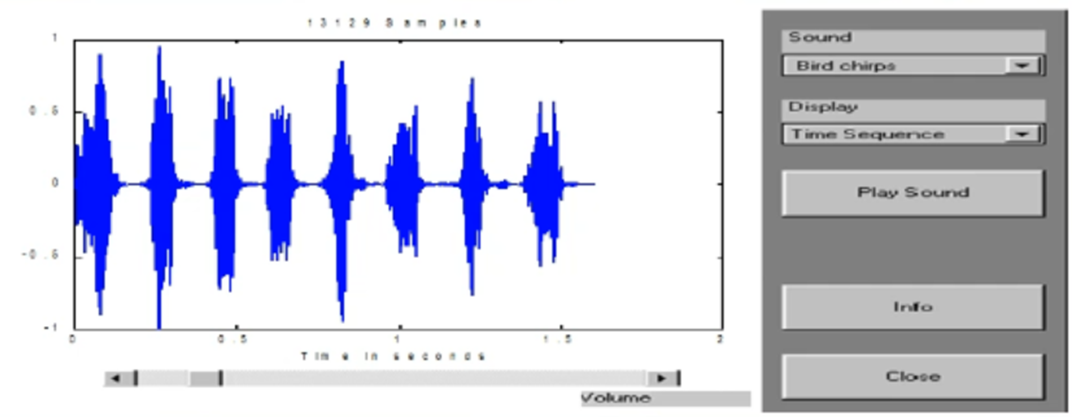 13129 Samples
1
0.5
0
-0.5
-1
0 0.5 1 1.5 2
Time in seconds
Volume
Sound
Bird chirps
Display
Time Sequence
Play Sound
Info
Close